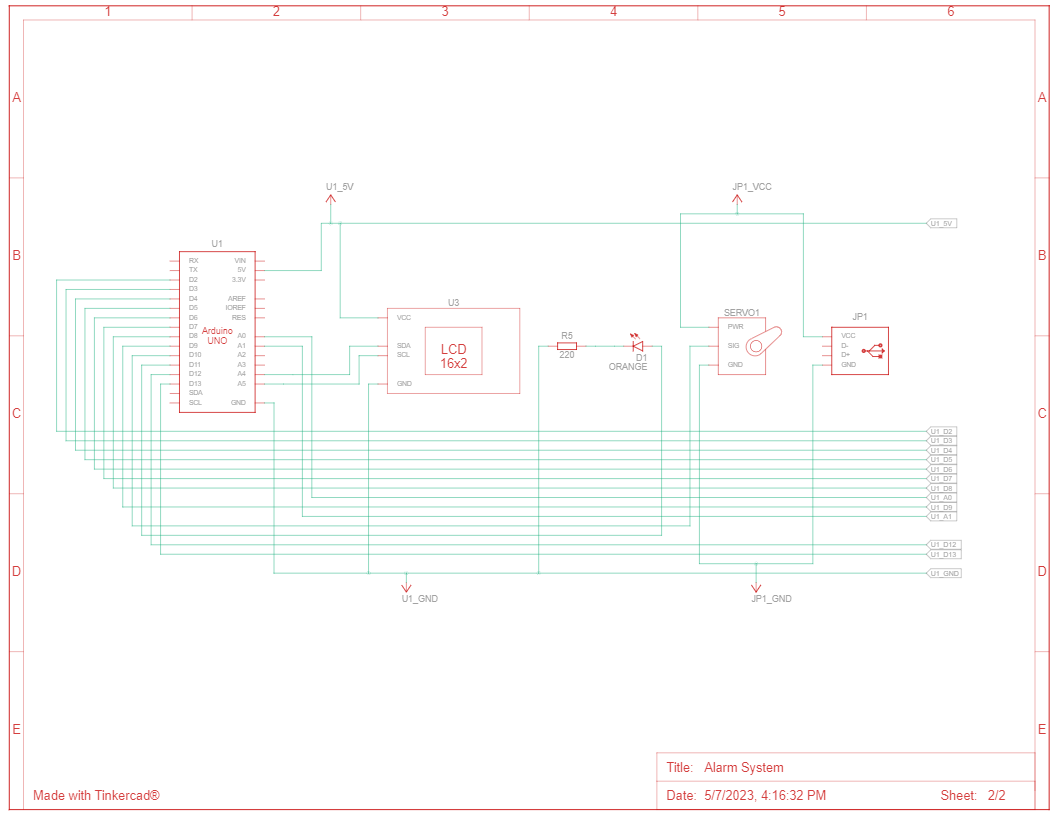 1 2 3 4 5 6
A A
U1_5V JP1_VCC
U1_5V
B B
U1
RX VIN
TX 5V
D2 3.3V
D3
D4 AREF
D5 IOREF
D6 RES
D7
D8 A0
D9 A1
D10 A2
D11 A3
D12 A4
D13 A5
SDA
SCL GND
Arduino
UNO
U3
VCC
SDA
SCL
GND
LCD
16x2
R5
220
D1
ORANGE
SERVO1
PWR
SIG
GND
JP1
VCC
D-
D+
GND
C C
U1_D2
U1_D3
U1_D4
U1_D5
U1_D6
U1_D7
U1_D8
U1_A0
U1_D9
U1_A1
U1_D12
U1_D13
U1_GND
D D
U1_GND JP1_GND
E E
Title: Alarm System
Made with Tinkercad®
Date: 5/7/2023, 4:16:32 PM Sheet: 2/2